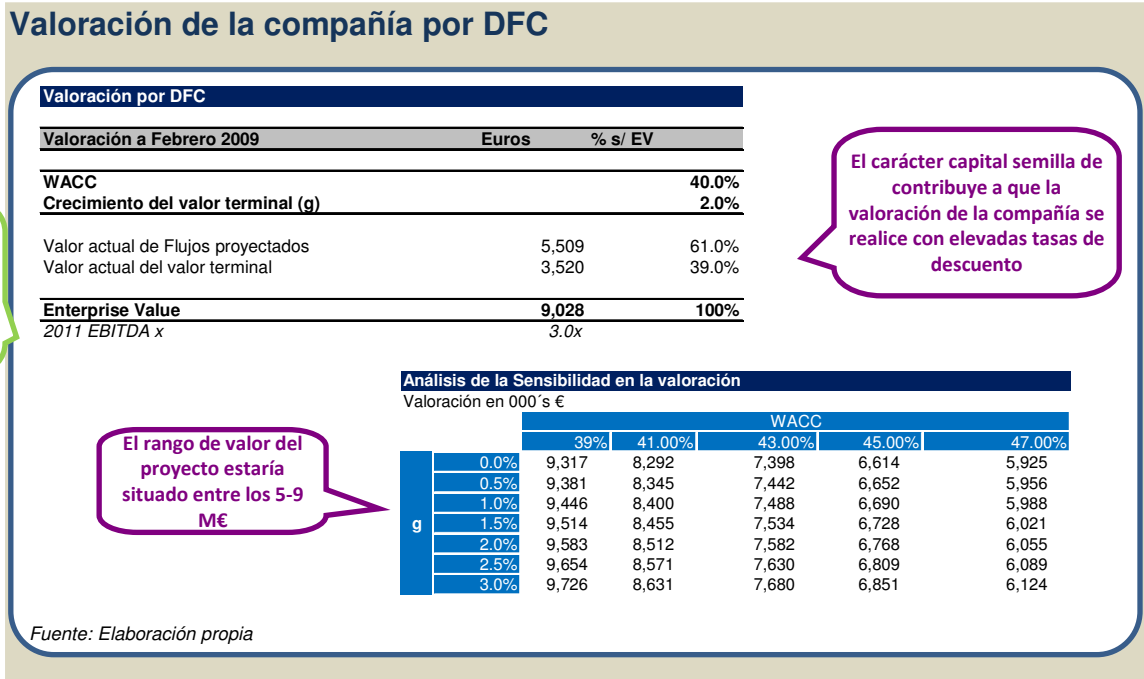 Valoración de la compañía por DFC
Valoración por DFC
Valoración a Febrero 2009 Euros % s/ EV
WACC 40.0%
Crecimiento del valor terminal (g) 2.0%
Valor actual de Flujos proyectados 5,509 61.0%
Valor actual del valor terminal 3,520 39.0%
Enterprise Value 9,028 100%
2011 EBITDA x 3.0x
El carácter capital semilla de
contribuye a que la
valoración de la compañía se
realice con elevadas tasas de
descuento
Análisis de la Sensibilidad en la valoración
Valoración en 000´s €
WACC
39% 41.00% 43.00% 45.00% 47.00%
0.0% 9,317 8,292 7,398 6,614 5,925
0.5% 9,381 8,345 7,442 6,652 5,956
1.0% 9,446 8,400 7,488 6,690 5,988
g 1.5% 9,514 8,455 7,534 6,728 6,021
2.0% 9,583 8,512 7,582 6,768 6,055
2.5% 9,654 8,571 7,630 6,809 6,089
3.0% 9,726 8,631 7,680 6,851 6,124
El rango de valor del
proyecto estaría
situado entre los 5-9
M€
Fuente: Elaboración propia